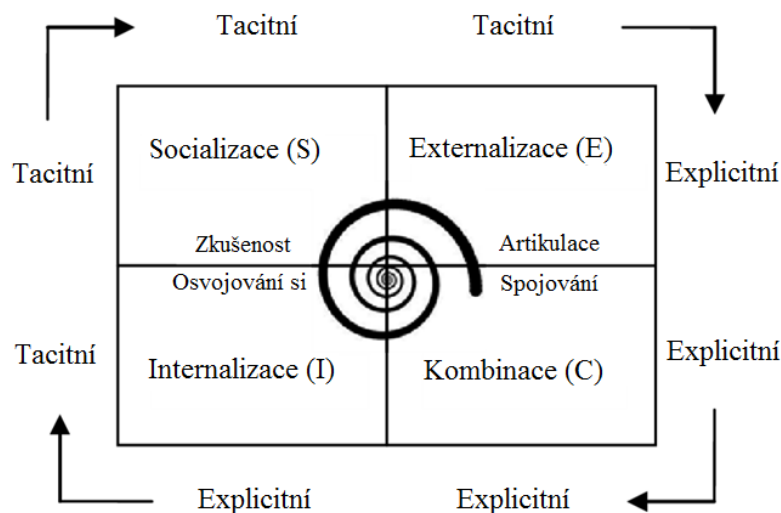 Tacitní
Tacitní
Socializace (S)
Externalizace (E)
Tacitní
Explicitní
Zkušenost
Artikulace
Osvojování si
Spojování
Tacitní
Explicitní
Internalizace (I)
Kombinace (C)
Explicitní
Explicitní